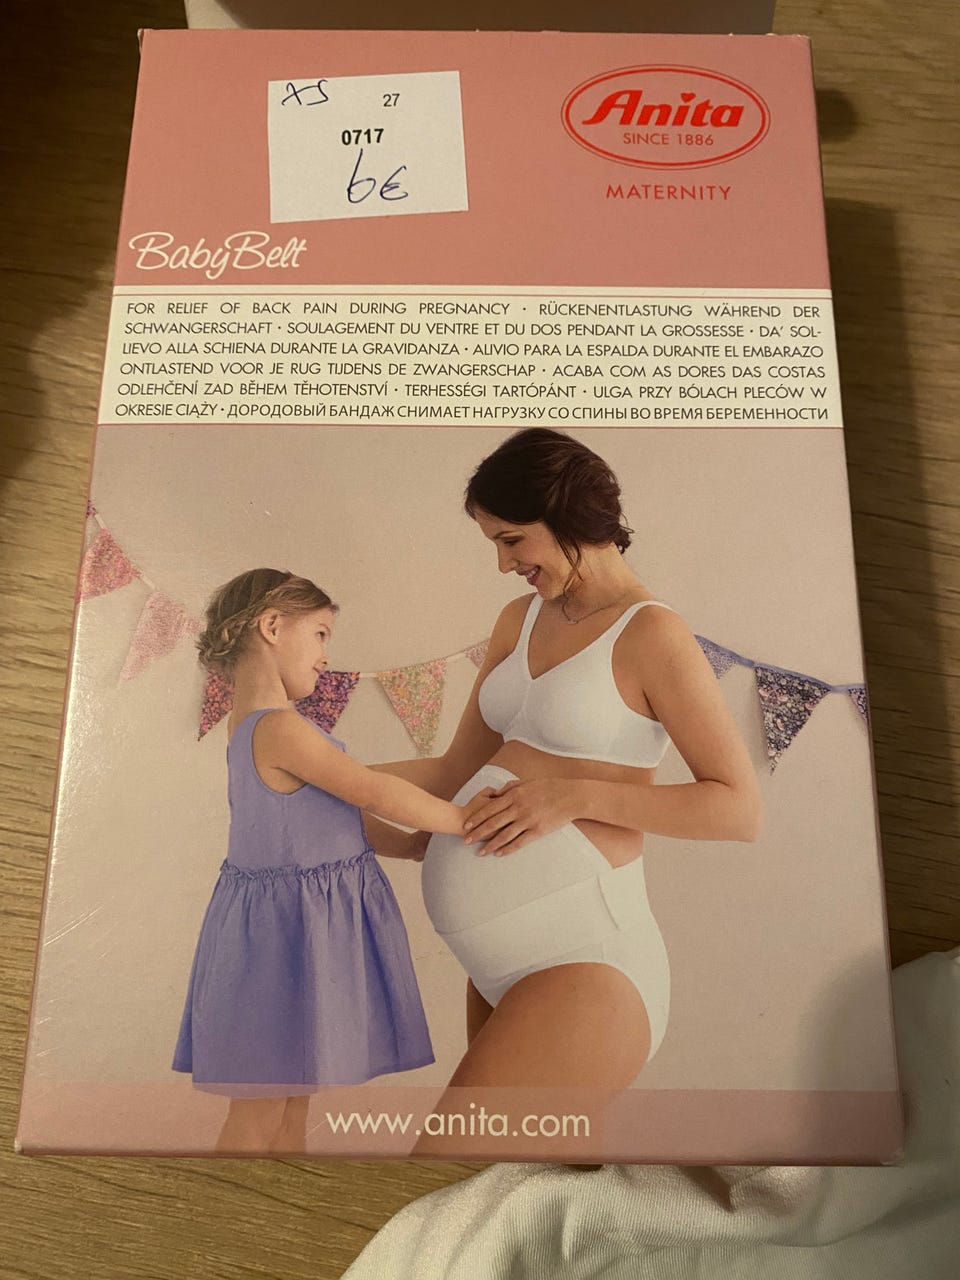 XS 27
0717
6€
Anita
SINCE 1886
MATERNITY
BabyBelt
FOR RELIEF OF BACK PAIN DURING PREGNANCY · RÜCKENENTLASTUNG WÄHREND DER
SCHWANGERSCHAFT · SOULAGEMENT DU VENTRE ET DU DOS PENDANT LA GROSSESSE · DA' SOL-
LIEVO ALLA SCHIENA DURANTE LA GRAVIDANZA · ALIVIO PARA LA ESPALDA DURANTE EL EMBARAZO
ONTLASTEND VOOR JE RUG TIJDENS DE ZWANGERSCHAP · ACABA COM AS DORES DAS COSTAS
ODLEHČENÍ ZAD BĚHEM TĚHOTENSTVÍ · TERHESSÉGI TARTÓPÁNT · ULGA PRZY BÓLACH PLECÓW W
OKRESIE CIĄŻY · ДОРОДОВЫЙ БАНДАЖ СНИМАЕТ НАГРУЗКУ СО СПИНЫ ВО ВРЕМЯ БЕРЕМЕННОСТИ
www.anita.com